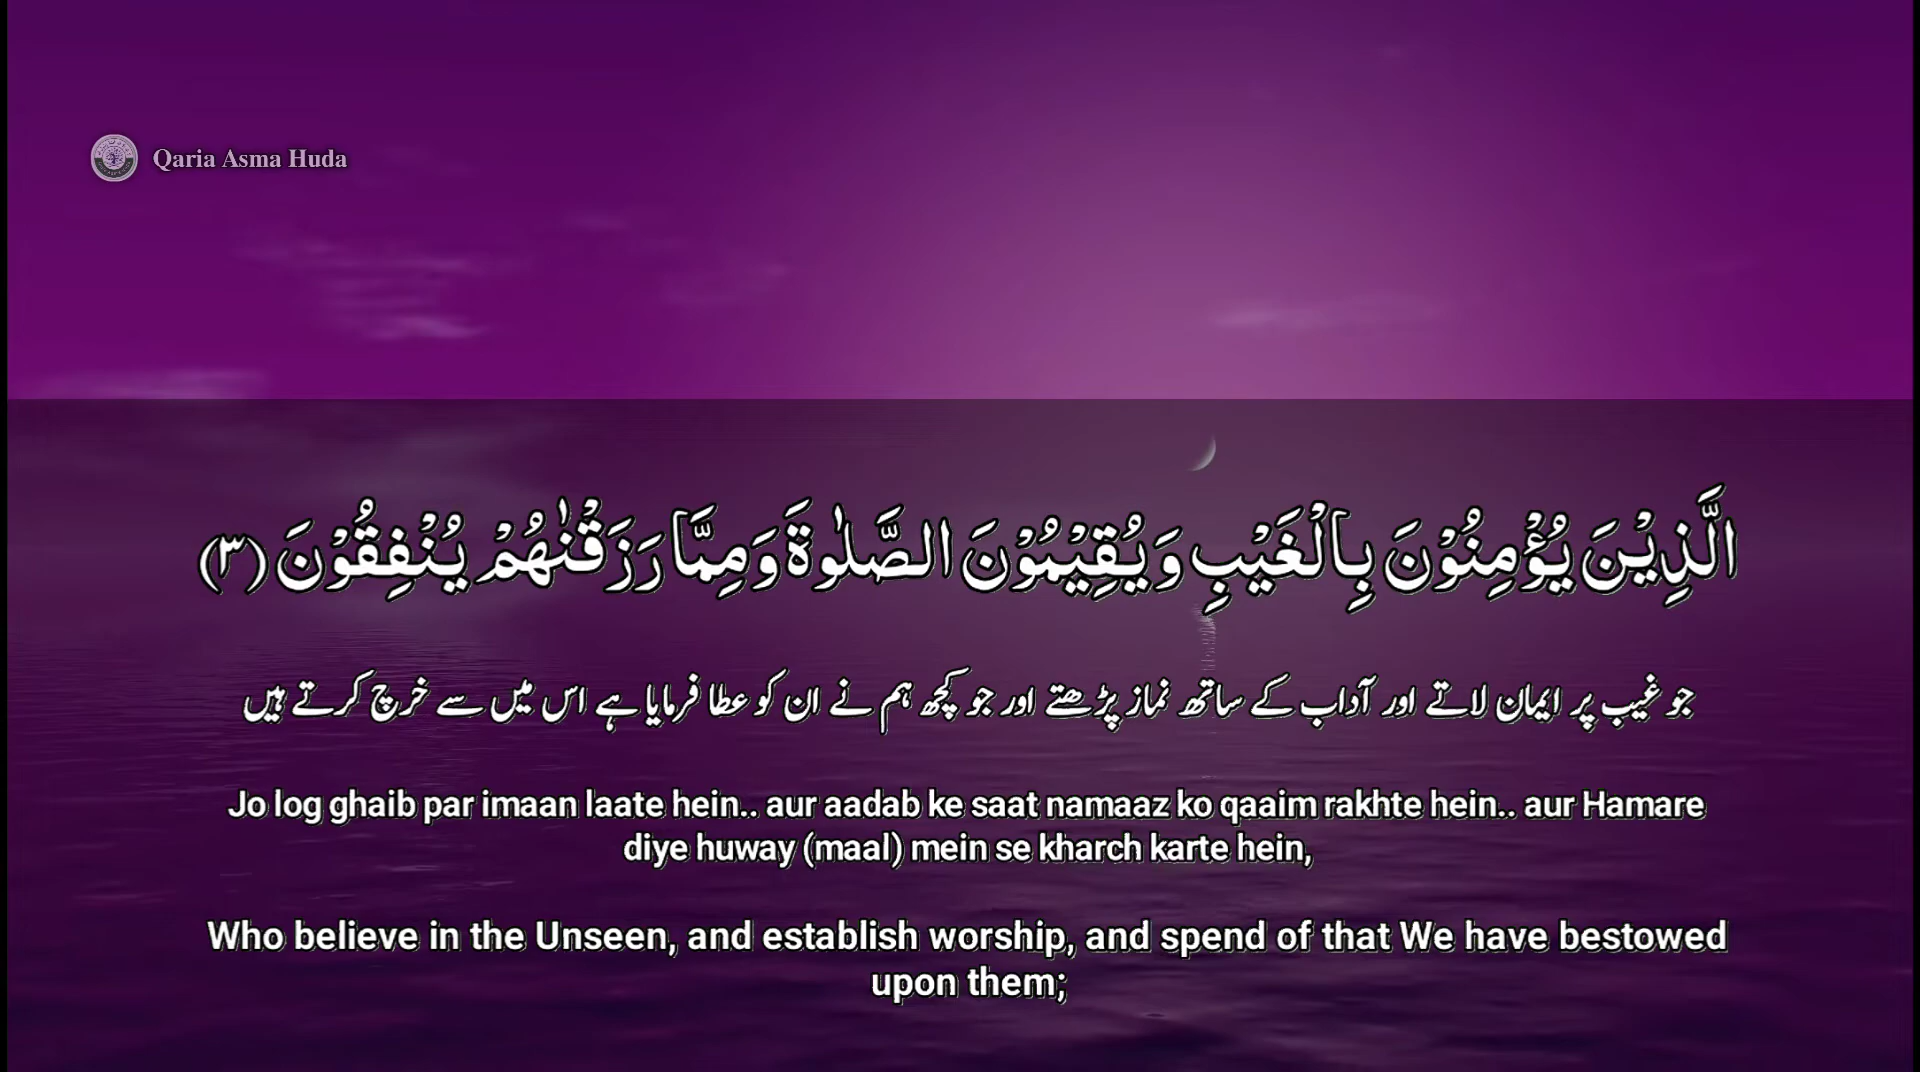 Qaria Asma Huda
الَّذِيْنَ يُؤْمِنُوْنَ بِالْغَيْبِ وَيُقِيْمُوْنَ الصَّلٰوةَ وَمِمَّا رَزَقْنٰهُمْ يُنْفِقُوْنَ (٣)
جو غیب پر ایمان لاتے اور آداب کے ساتھ نماز پڑھتے اور جو کچھ ہم نے ان کو عطا فرمایا ہے اس میں سے خرچ کرتے ہیں
Jo log ghaib par imaan laate hein.. aur aadab ke saat namaaz ko qaaim rakhte hein.. aur Hamare
diye huway (maal) mein se kharch karte hein,
Who believe in the Unseen, and establish worship, and spend of that We have bestowed
upon them;